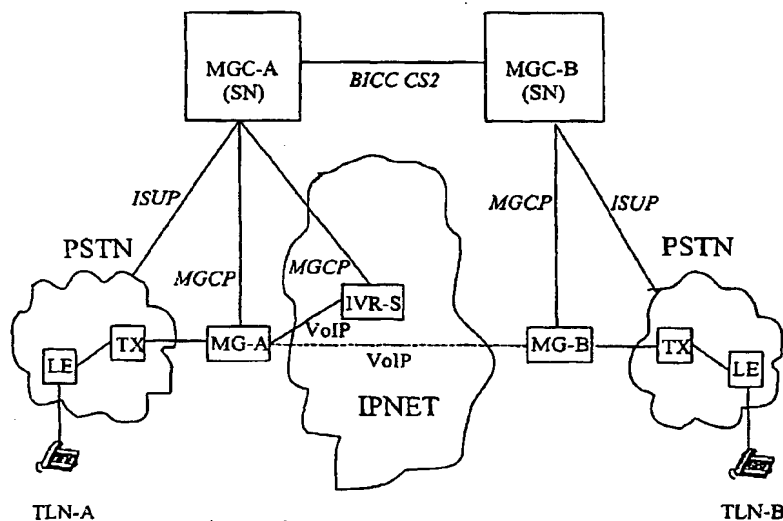 MGC-A
(SN)
BICC CS2
MGC-B
(SN)
ISUP
MGCP
ISUP
PSTN
PSTN
MGCP
MGCP
IVR-S
VoIP
TX
MG-A
MG-B
TX
LE
VoIP
LE
IPNET
TLN-A
TLN-B